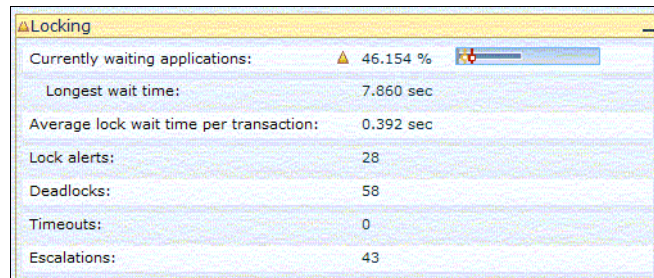 Locking
Currently waiting applications: 46.154 %
Longest wait time: 7.860 sec
Average lock wait time per transaction: 0.392 sec
Lock alerts: 28
Deadlocks: 58
Timeouts: 0
Escalations: 43